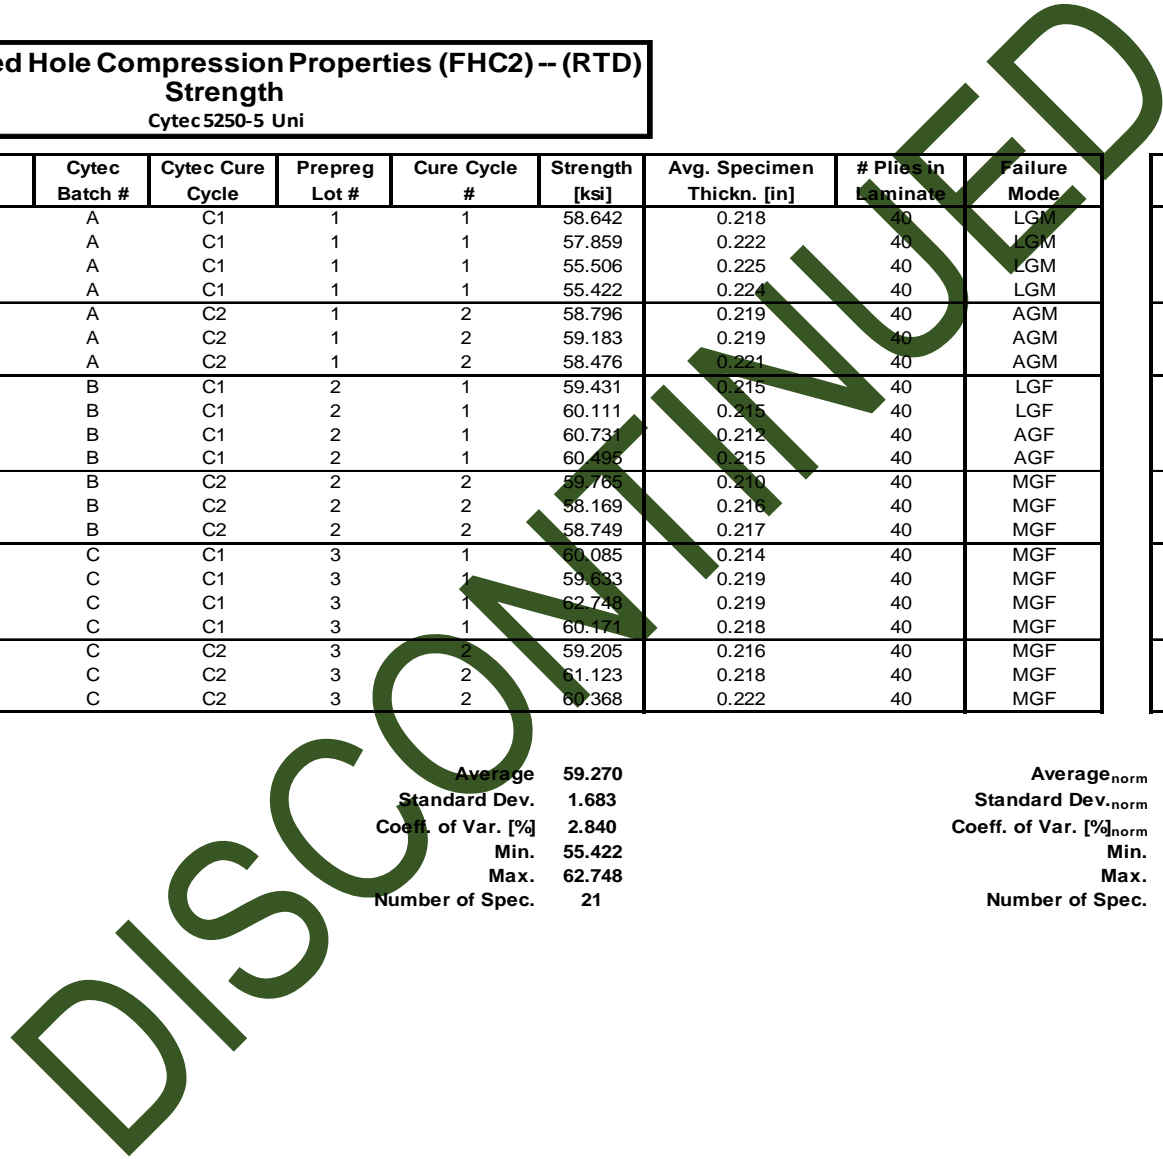 ed Hole Compression Properties (FHC2) -- (RTD)
Strength
Cytec 5250-5 Uni
Cytec Batch # Cytec Cure Cycle Prepreg Lot # Cure Cycle # Strength [ksi] Avg. Specimen Thickn. [in] # Plies in Laminate Failure Mode
A C1 1 1 58.642 0.218 40 LGM
A C1 1 1 57.859 0.222 40 LGM
A C1 1 1 55.506 0.225 40 LGM
A C1 1 1 55.422 0.224 40 LGM
A C2 1 2 58.796 0.219 40 AGM
A C2 1 2 59.183 0.219 40 AGM
A C2 1 2 58.476 0.221 40 AGM
B C1 2 1 59.431 0.215 40 LGF
B C1 2 1 60.111 0.215 40 LGF
B C1 2 1 60.731 0.212 40 AGF
B C1 2 1 60.495 0.215 40 AGF
B C2 2 2 59.765 0.210 40 MGF
B C2 2 2 58.169 0.216 40 MGF
B C2 2 2 58.749 0.217 40 MGF
C C1 3 1 60.085 0.214 40 MGF
C C1 3 1 59.633 0.219 40 MGF
C C1 3 1 62.748 0.219 40 MGF
C C1 3 1 60.171 0.218 40 MGF
C C2 3 2 59.205 0.216 40 MGF
C C2 3 2 61.123 0.218 40 MGF
C C2 3 2 60.368 0.222 40 MGF
Average 59.270 Average norm
Standard Dev. 1.683 Standard Dev. norm
Coeff. of Var. [%] 2.840 Coeff. of Var. [%] norm
Min. 55.422 Min.
Max. 62.748 Max.
Number of Spec. 21 Number of Spec.
DISCONTINUED